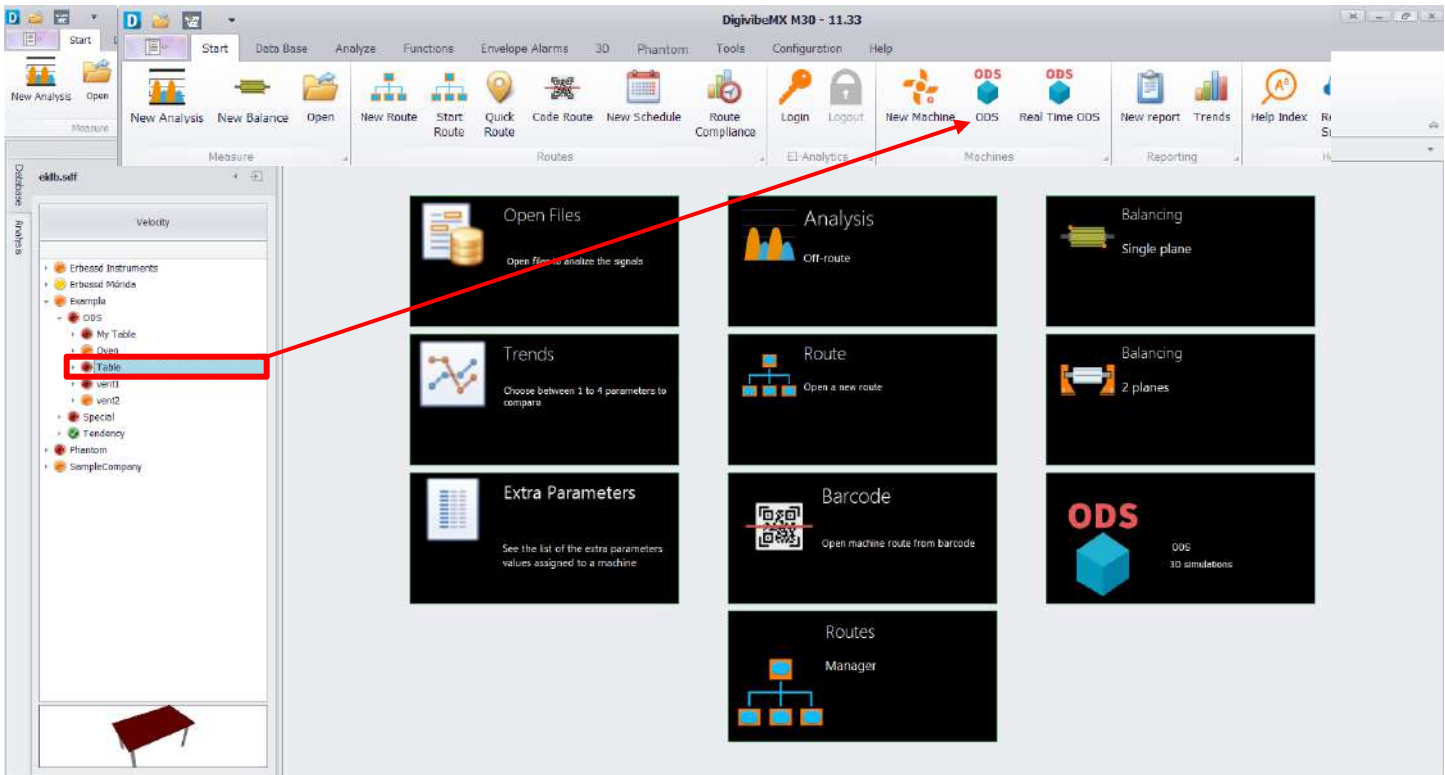 DigivibeMX M30 - 11.33
Start
Start Data Base Analyze Functions Envelope Alarms 3D Phantom Tools Configuration Help
New Analysis Open
Measure
New Analysis New Balance Open
Measure
New Route Start Route Quick Route Code Route New Schedule Route Compliance
Routes
Login Logout
EI-Analytics
ODS ODS
New Machine ODS Real Time ODS
Machines
New report Trends
Reporting
Help Index
Database
Analysis
eidb.sdf
Velocity
Erbessd Instruments
Erbessd Mérida
Example
ODS
My Table
Oven
Table
vent1
vent2
Special
Tendency
Phantom
SampleCompany
Open Files
Open files to analize the signals
Analysis
Off-route
Balancing
Single plane
Trends
Choose between 1 to 4 parameters to
compare
Route
Open a new route
Balancing
2 planes
Extra Parameters
See the list of the extra parameters
values assigned to a machine
Barcode
Open machine route from barcode
ODS
ODS
3D simulations
Routes
Manager